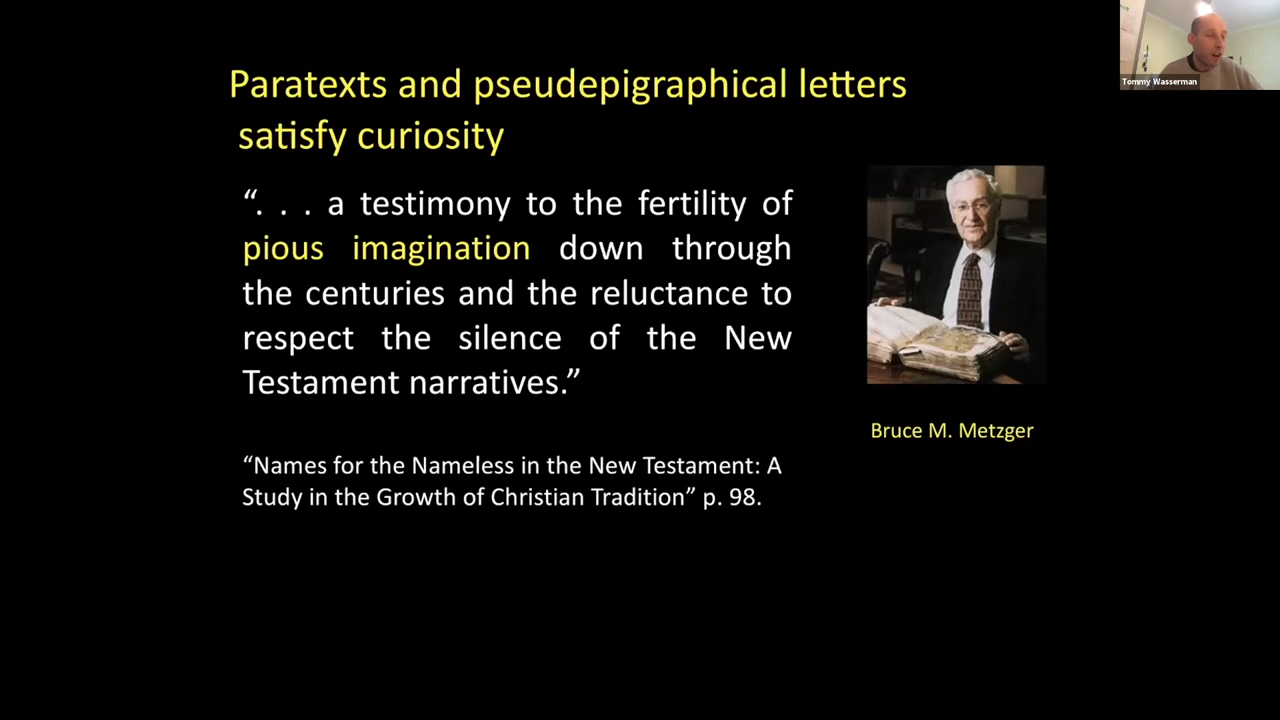 Paratexts and pseudepigraphical letters
satisfy curiosity
Tommy Wasserman
“. . . a testimony to the fertility of
pious imagination down through
the centuries and the reluctance to
respect the silence of the New
Testament narratives.”
Bruce M. Metzger
“Names for the Nameless in the New Testament: A
Study in the Growth of Christian Tradition” p. 98.